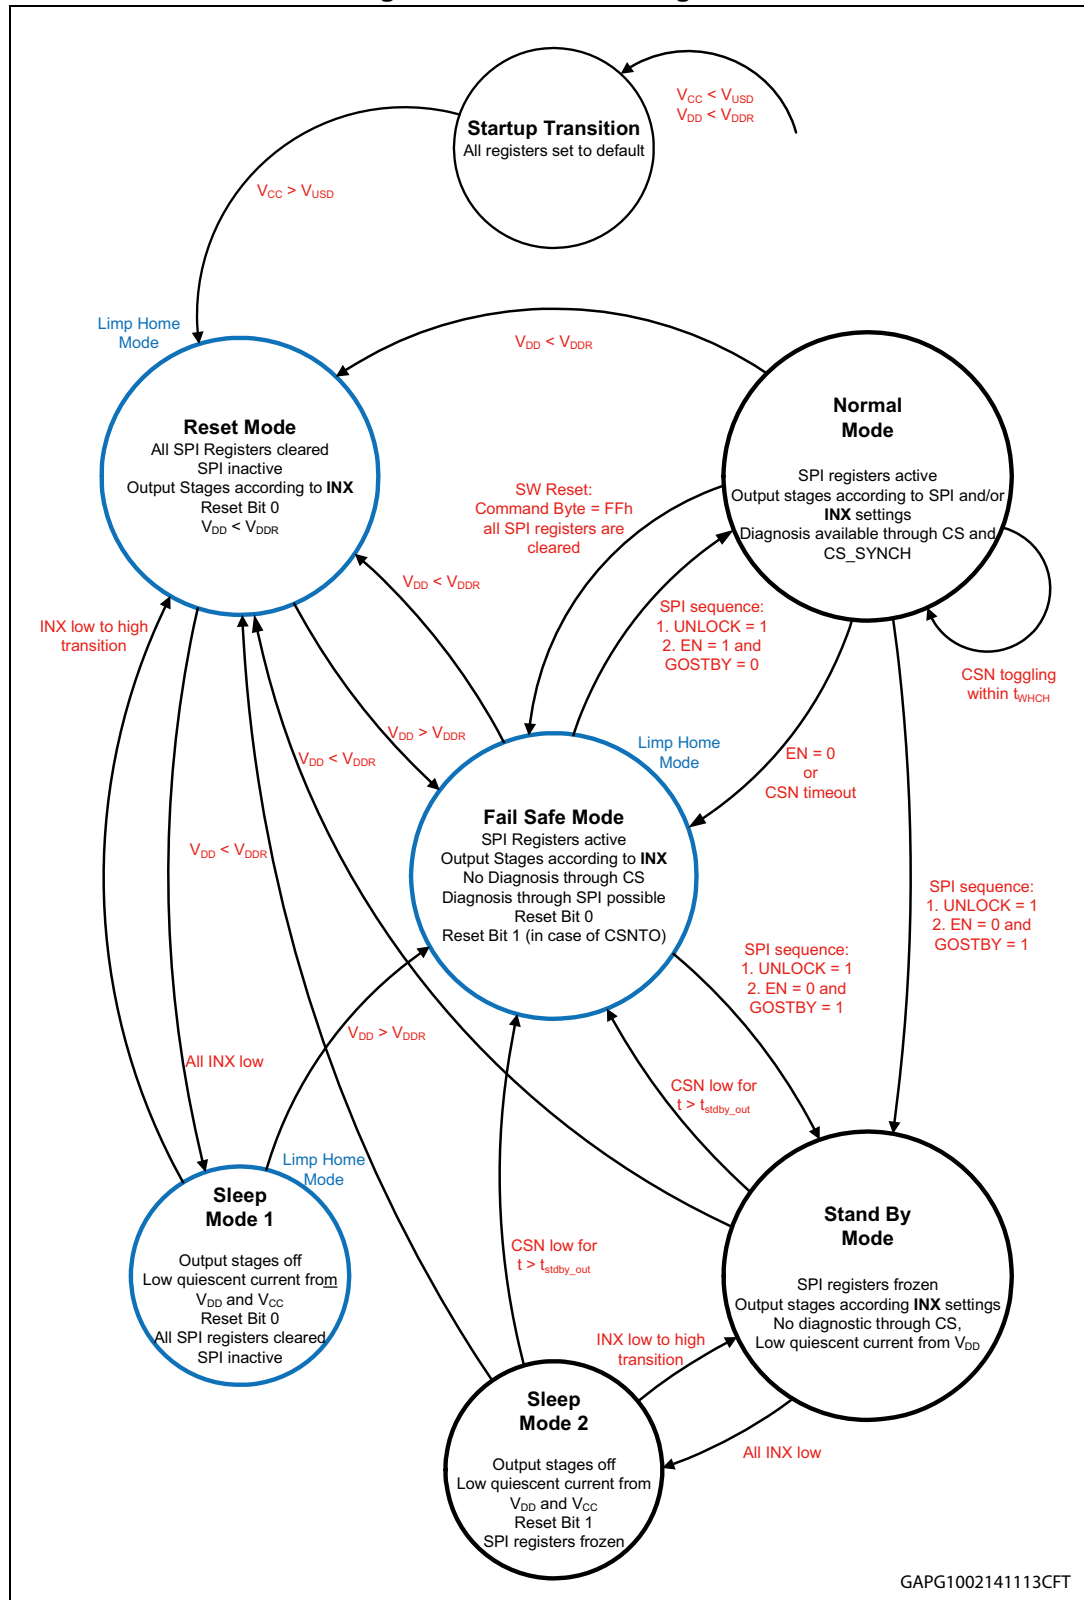 Startup Transition
All registers set to default
VCC < VUSD
VDD < VDDR
VCC > VUSD
Limp Home
Mode
VDD < VDDR
Reset Mode
All SPI Registers cleared
SPI inactive
Output Stages according to INX
Reset Bit 0
VDD < VDDR
Normal
Mode
SPI registers active
Output stages according to SPI and/or
INX settings
Diagnosis available through CS and
CS_SYNCH
SW Reset:
Command Byte = FFh
all SPI registers are
cleared
VDD < VDDR
SPI sequence:
1. UNLOCK = 1
2. EN = 1 and
GOSTBY = 0
INX low to high
transition
CSN toggling
within tWHCH
VDD > VDDR
VDD < VDDR
Limp Home
Mode
EN = 0
or
CSN timeout
Fail Safe Mode
SPI Registers active
Output Stages according to INX
No Diagnosis through CS
Diagnosis through SPI possible
Reset Bit 0
Reset Bit 1 (in case of CSNTO)
VDD < VDDR
SPI sequence:
1. UNLOCK = 1
2. EN = 0 and
GOSTBY = 1
SPI sequence:
1. UNLOCK = 1
2. EN = 0 and
GOSTBY = 1
VDD > VDDR
All INX low
CSN low for
t > tstdby_out
Limp Home
Mode
Sleep
Mode 1
Output stages off
Low quiescent current from
VDD and VCC
Reset Bit 0
All SPI registers cleared
SPI inactive
CSN low for
t > tstdby_out
Stand By
Mode
SPI registers frozen
Output stages according INX settings
No diagnostic through CS,
Low quiescent current from VDD
INX low to high
transition
All INX low
Sleep
Mode 2
Output stages off
Low quiescent current from
VDD and VCC
Reset Bit 1
SPI registers frozen
GAPG1002141113CFT